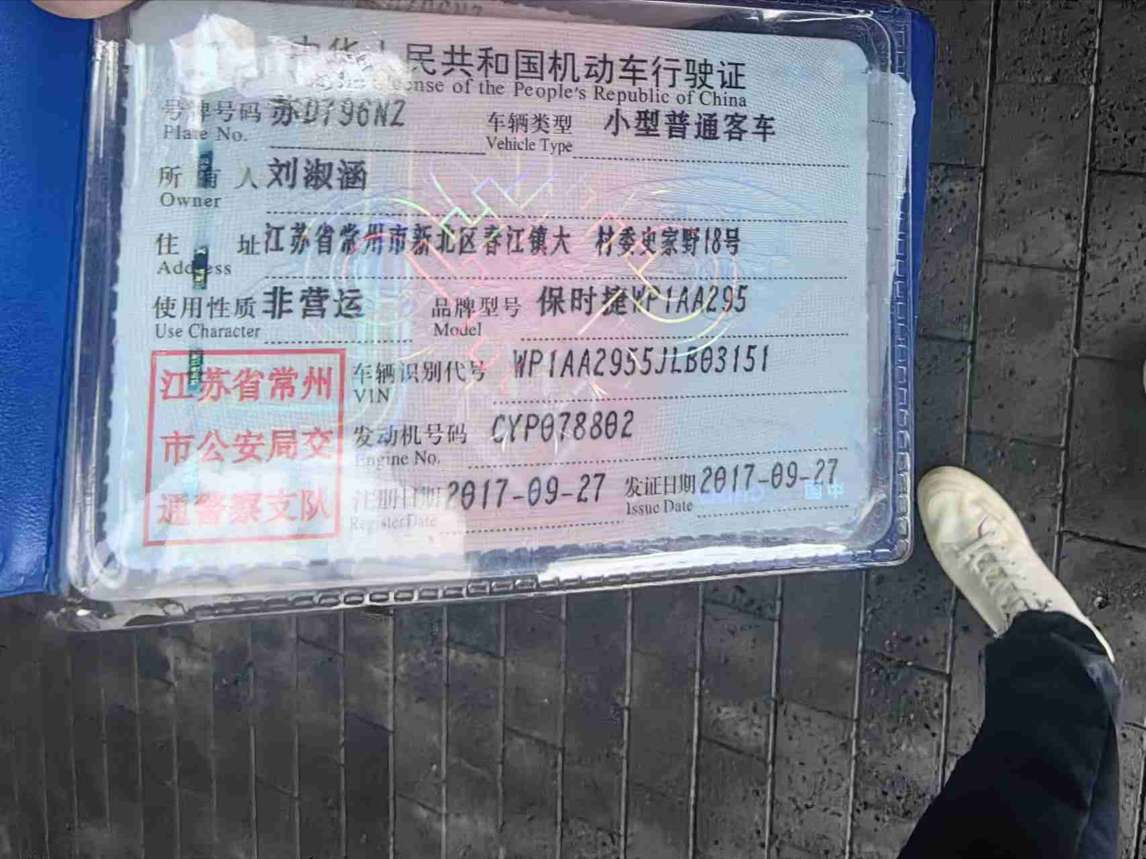 中华人民共和国机动车行驶证
ense of the People's Republic of China
号牌号码 苏D796NZ 车辆类型 小型普通客车
Plate No. Vehicle Type
所有人 刘淑涵
Owner
住址 江苏省常州市新北区春江镇大 村委史家野18号
Address
使用性质 非营运 品牌型号 保时捷WP1AA295
Use Character Model
江苏省常州 车辆识别代号 WP1AA2955JLB03151
VIN
市公安局交 发动机号码 CYP078802
Engine No.
通警察支队 注册日期 2017-09-27 发证日期 2017-09-27
Register Date Issue Date